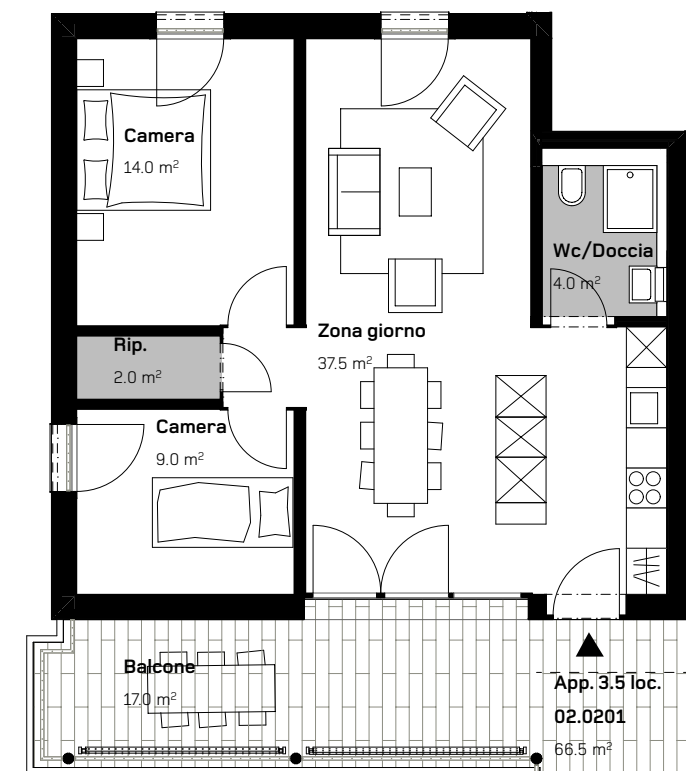 Camera
14.0 m²
Wc/Doccia
4.0 m²
Zona giorno
37.5 m²
Rip.
2.0 m²
Camera
9.0 m²
Balcone
17.0 m²
App. 3.5 loc.
02.0201
66.5 m²